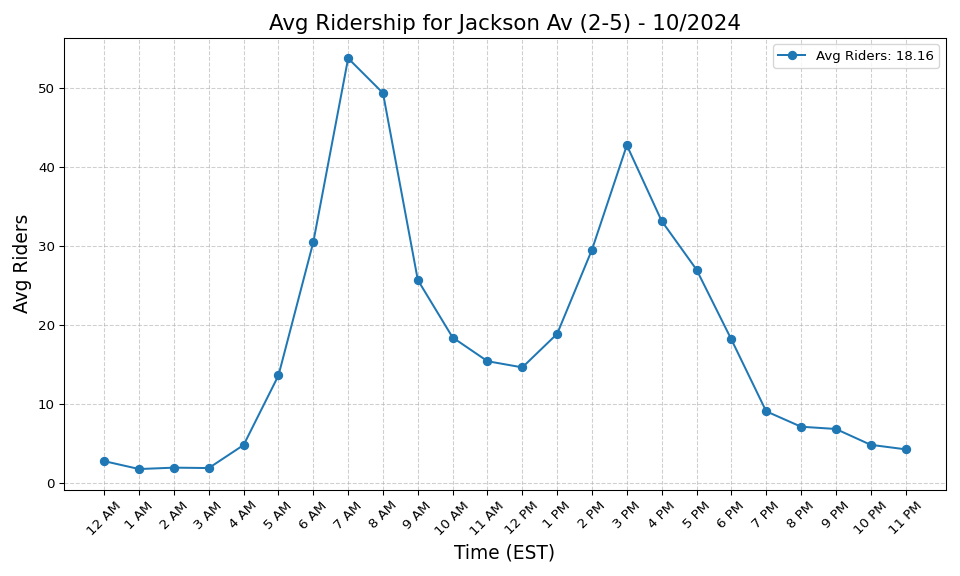 Avg Ridership for Jackson Av (2-5) - 10/2024
Avg Riders: 18.16
Avg Riders
50
40
30
20
10
0
12 AM 1 AM 2 AM 3 AM 4 AM 5 AM 6 AM 7 AM 8 AM 9 AM 10 AM 11 AM 12 PM 1 PM 2 PM 3 PM 4 PM 5 PM 6 PM 7 PM 8 PM 9 PM 10 PM 11 PM
Time (EST)